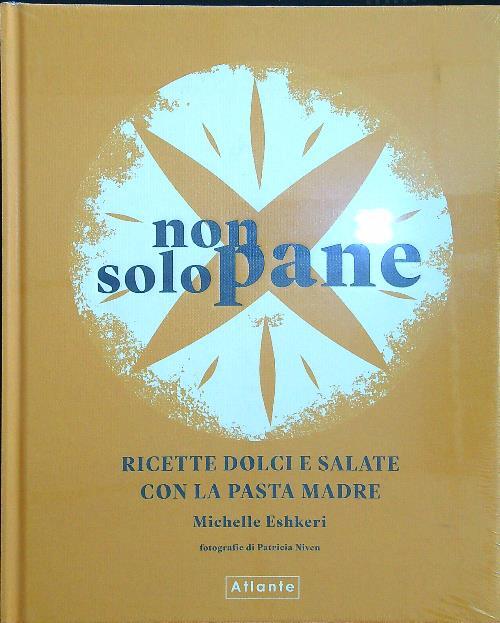 non
solo pane
RICETTE DOLCI E SALATE
CON LA PASTA MADRE
Michelle Eshkeri
fotografie di Patricia Niven
Atlante